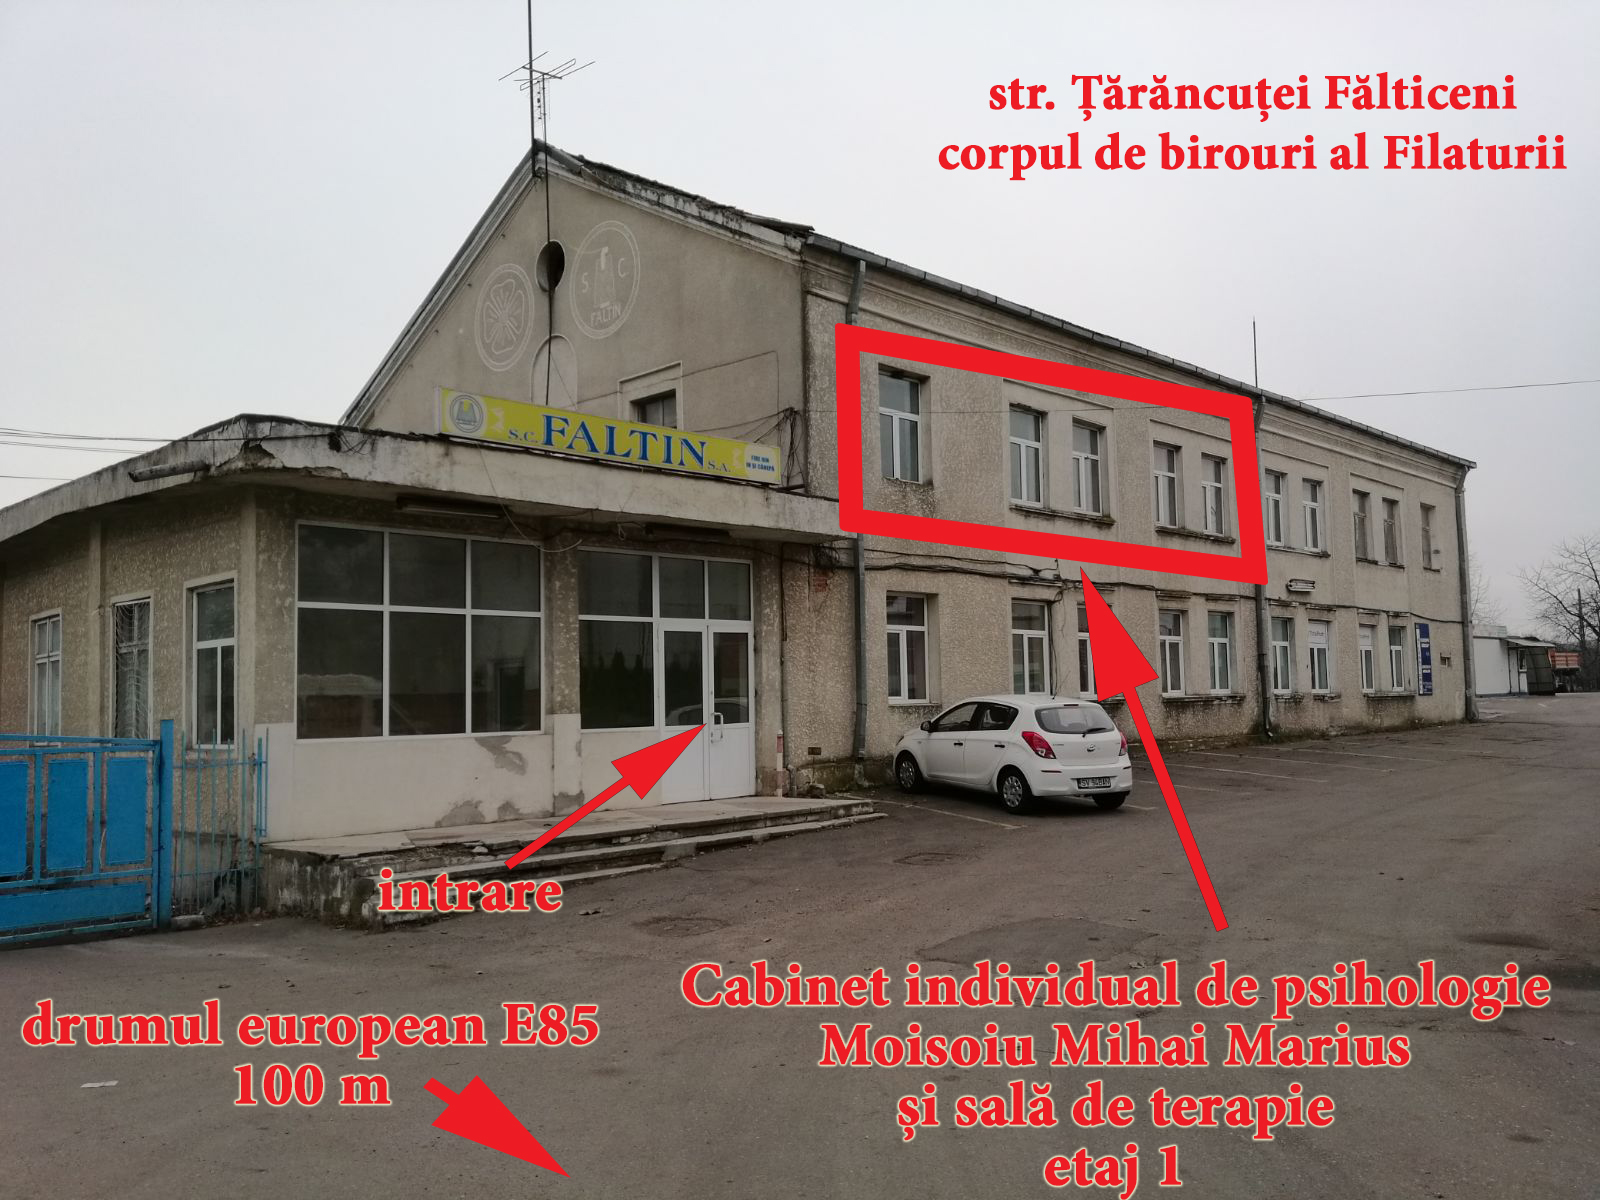 str. Țărăncuței Fălticeni
corpul de birouri al Filaturii
S C
FALTIN
S.C. FALTIN S.A.
FIRE DIN
IN ȘI CÂNEPĂ
intrare
drumul european E85
100 m
Cabinet individual de psihologie
Moisoiu Mihai Marius
și sală de terapie
etaj 1